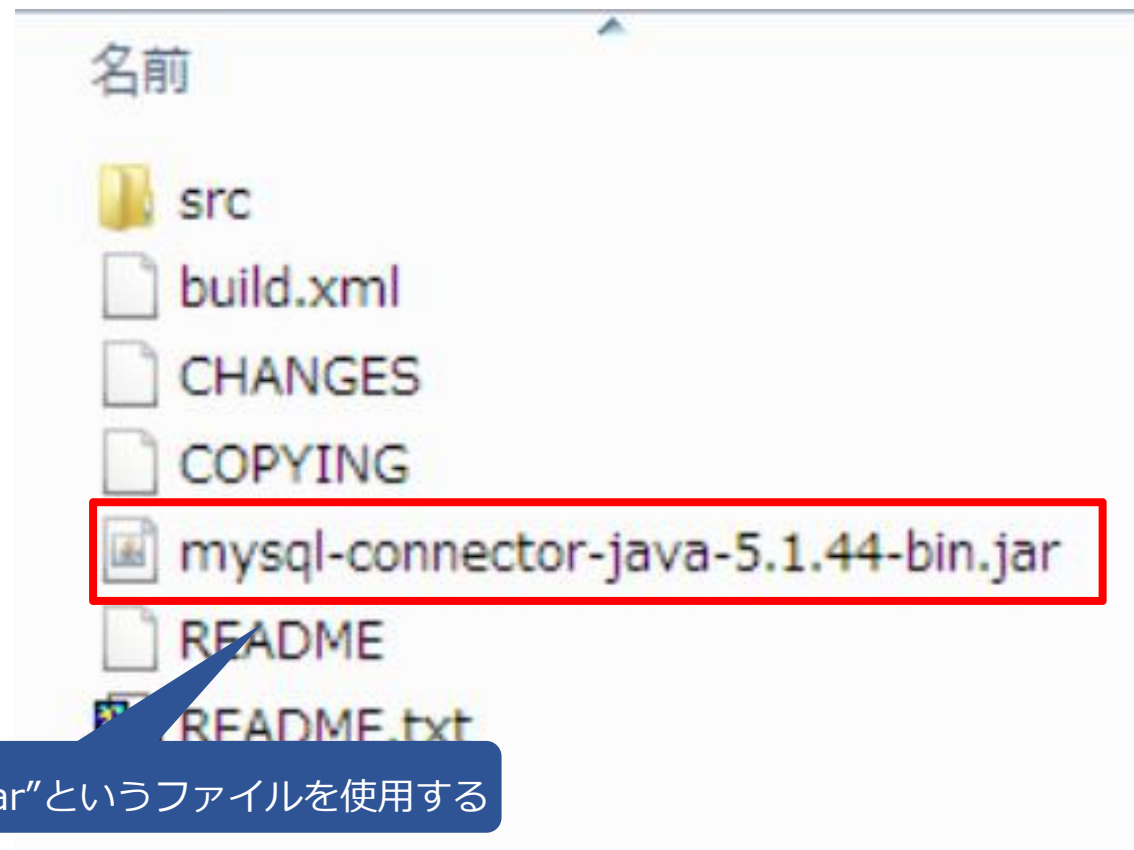 名前
src
build.xml
CHANGES
COPYING
mysql-connector-java-5.1.44-bin.jar
README
README.txt
ar”というファイルを使用する